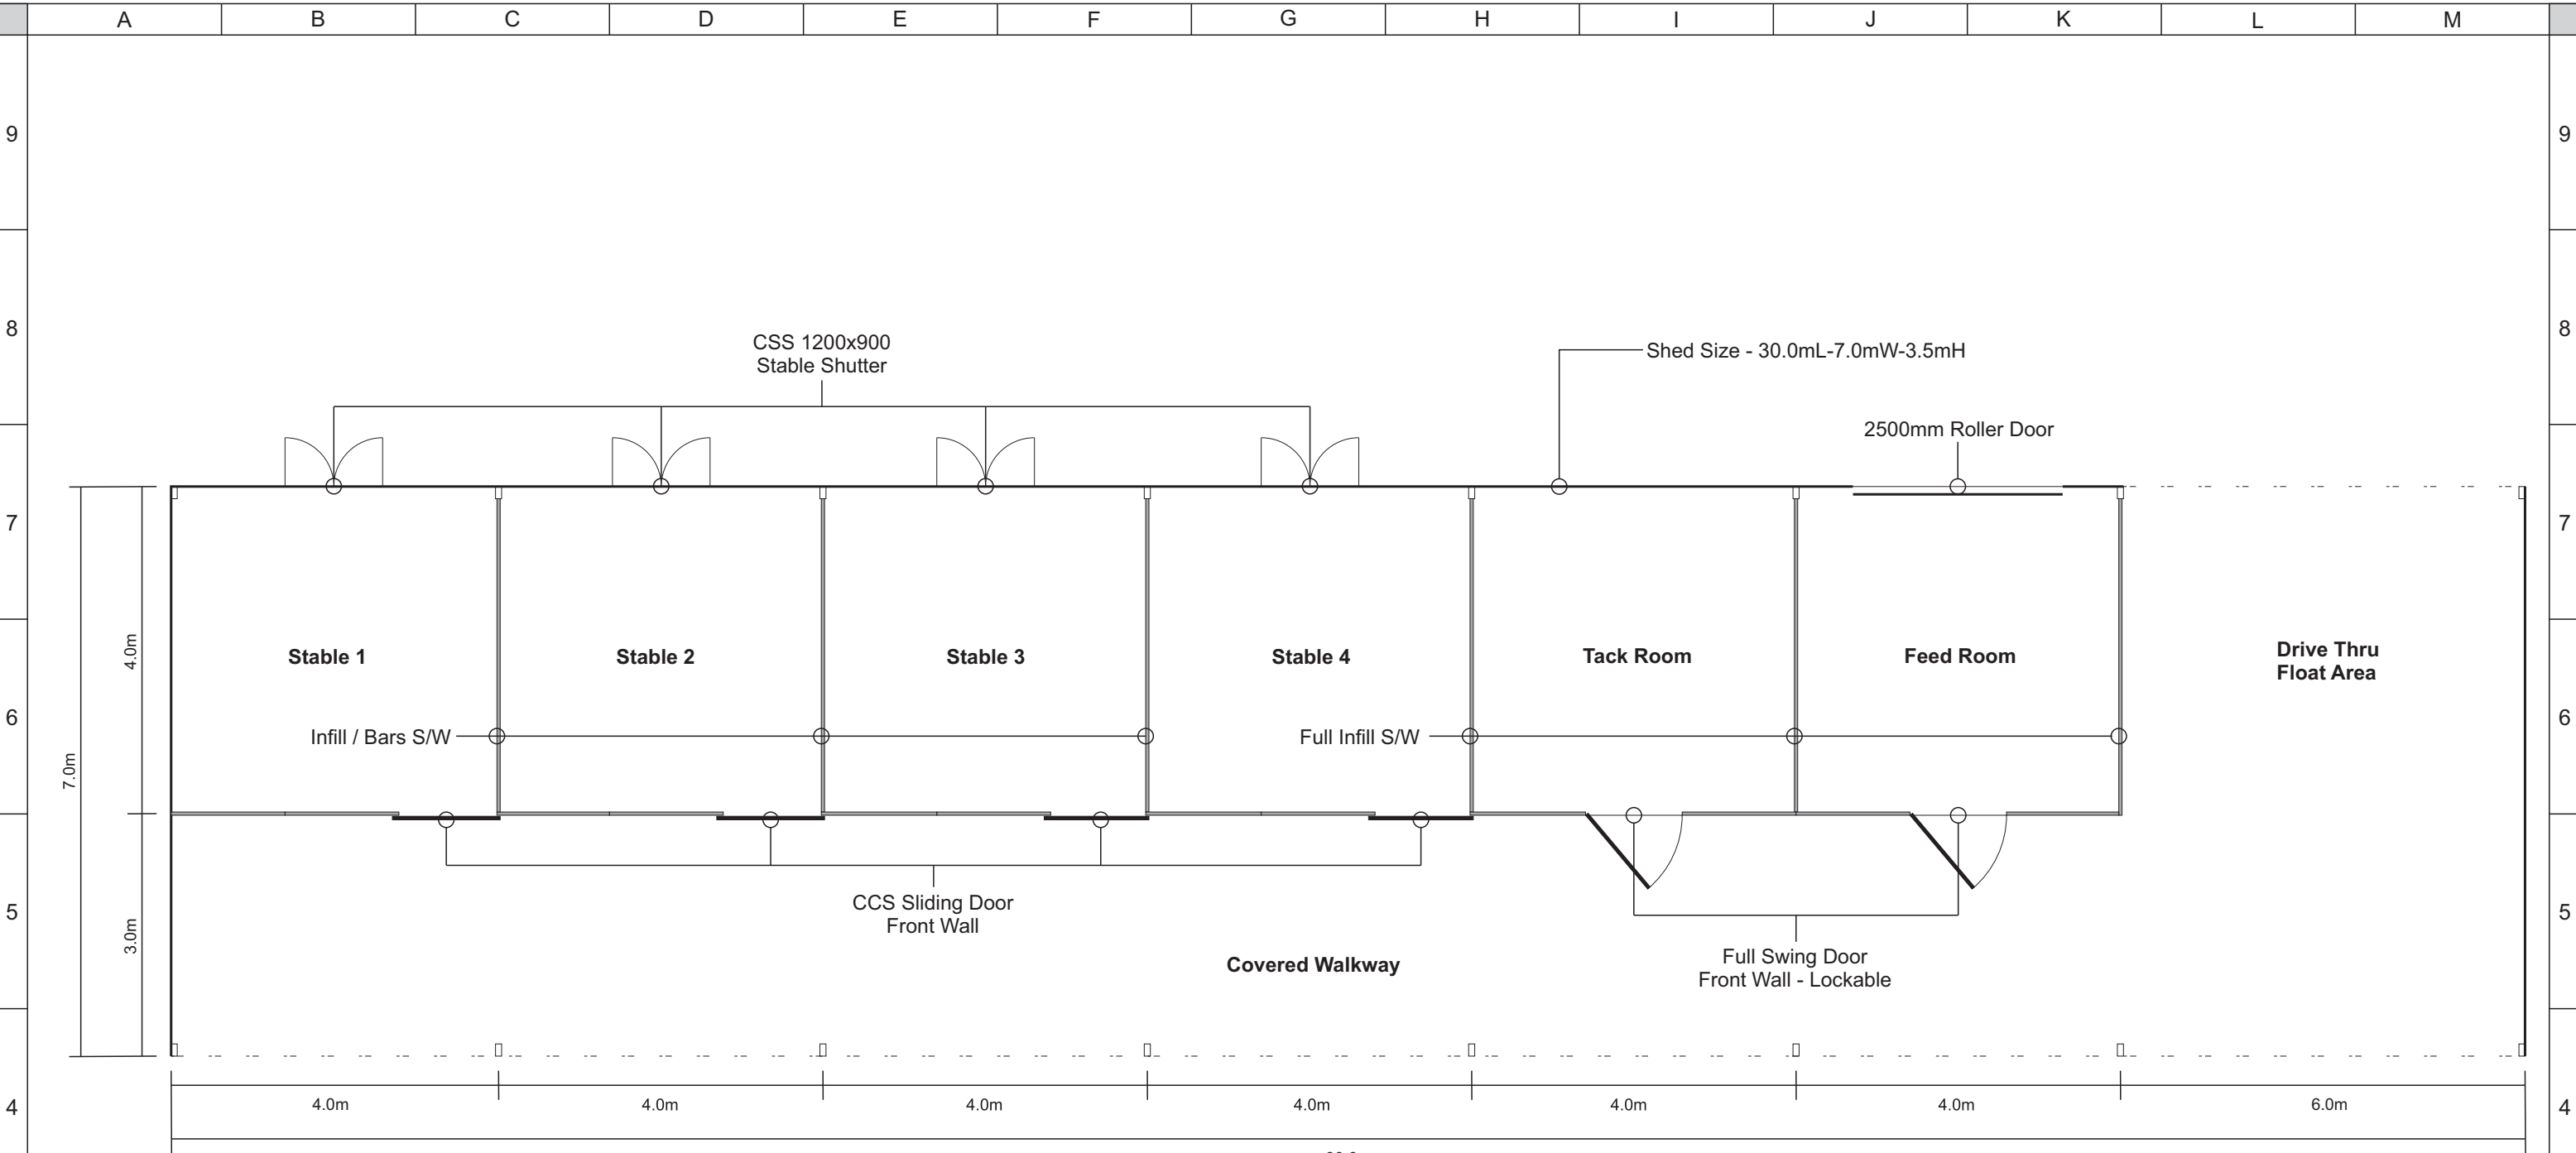 A B C D E F G H I J K L M
9 9
8 8
CSS 1200x900
Stable Shutter
Shed Size - 30.0mL-7.0mW-3.5mH
2500mm Roller Door
7 7
4.0m
Stable 1
Stable 2
Stable 3
Stable 4
Tack Room
Feed Room
Drive Thru
Float Area
6 6
Infill / Bars S/W
Full Infill S/W
7.0m
3.0m
5 5
CCS Sliding Door
Front Wall
Covered Walkway
Full Swing Door
Front Wall - Lockable
4 4
4.0m 4.0m 4.0m 4.0m 4.0m 4.0m 6.0m